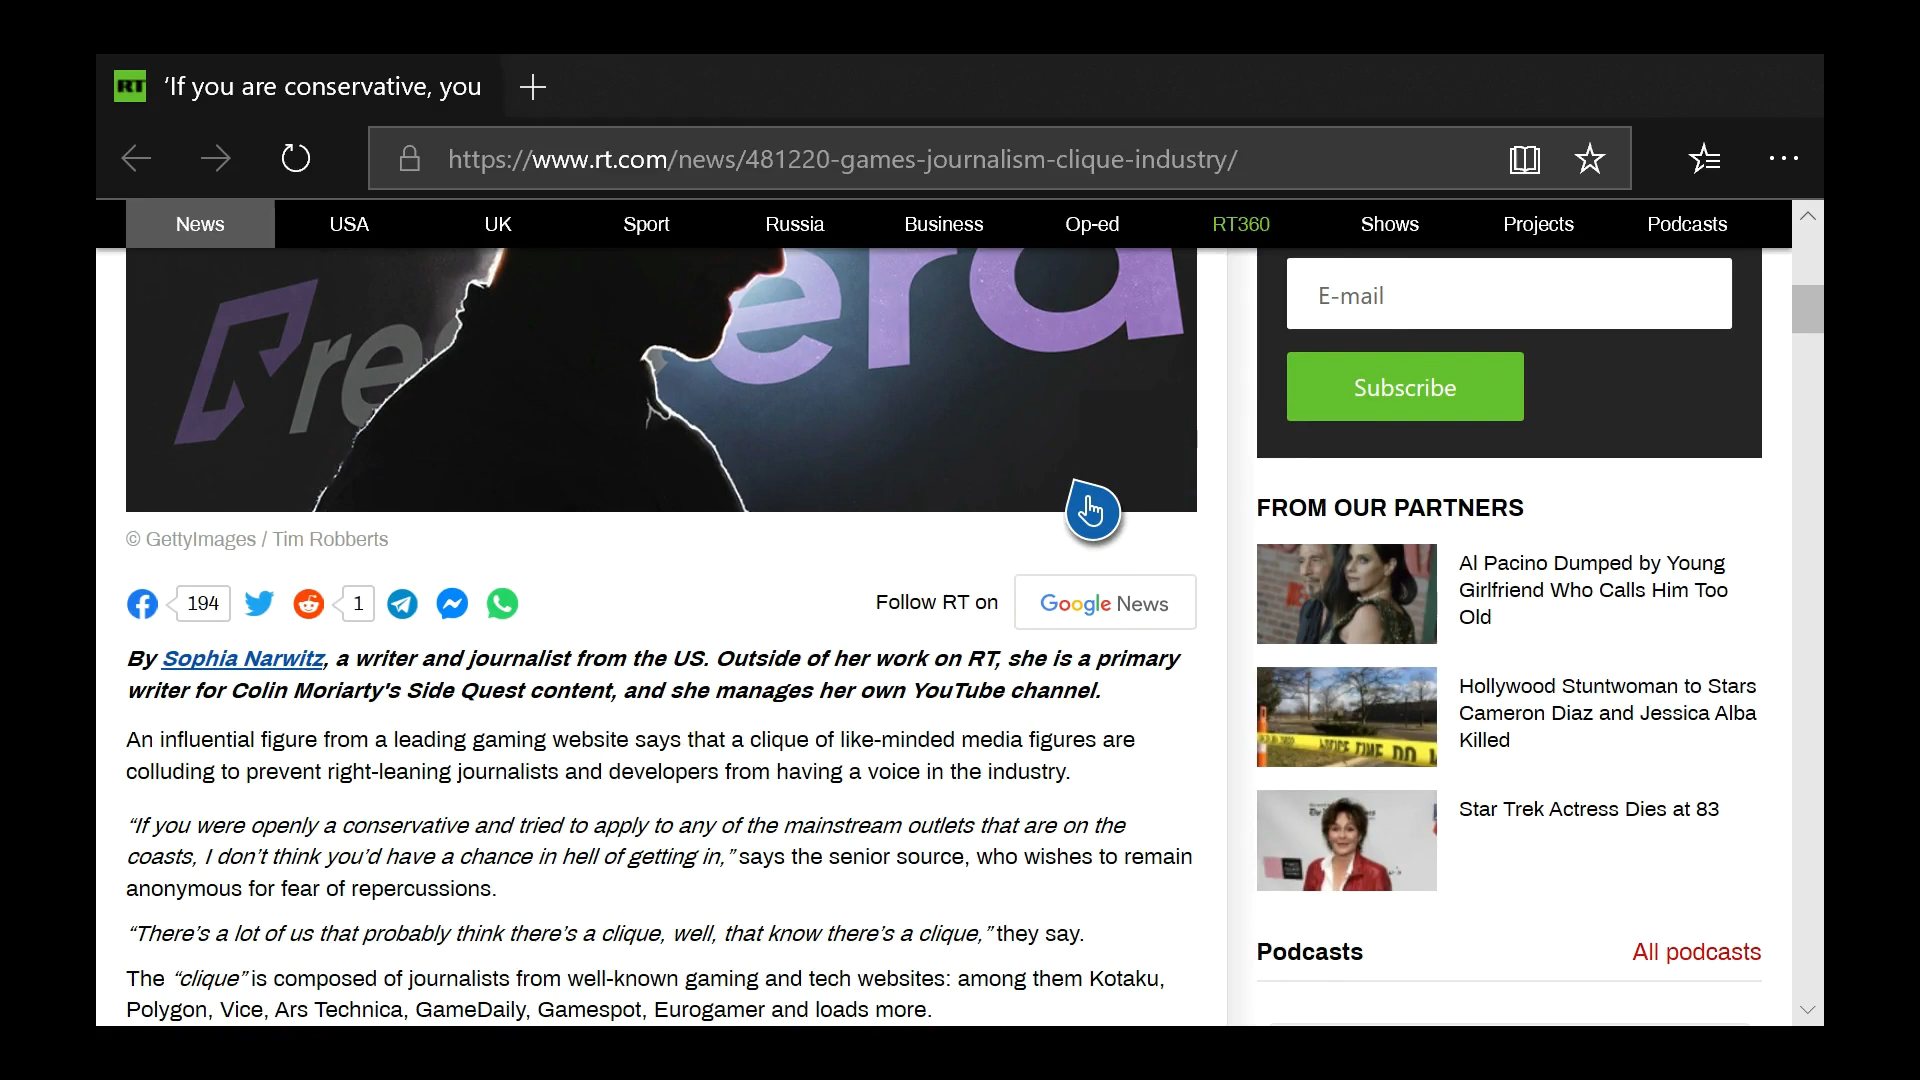 RT 'If you are conservative, you
https://www.rt.com/news/481220-games-journalism-clique-industry/
News USA UK Sport Russia Business Op-ed RT360 Shows Projects Podcasts
era
re
© GettyImages / Tim Robberts
194
1
Follow RT on Google News
By Sophia Narwitz, a writer and journalist from the US. Outside of her work on RT, she is a primary
writer for Colin Moriarty's Side Quest content, and she manages her own YouTube channel.
An influential figure from a leading gaming website says that a clique of like-minded media figures are
colluding to prevent right-leaning journalists and developers from having a voice in the industry.
“If you were openly a conservative and tried to apply to any of the mainstream outlets that are on the
coasts, I don’t think you’d have a chance in hell of getting in,” says the senior source, who wishes to remain
anonymous for fear of repercussions.
“There’s a lot of us that probably think there’s a clique, well, that know there’s a clique,” they say.
The “clique” is composed of journalists from well-known gaming and tech websites: among them Kotaku,
Polygon, Vice, Ars Technica, GameDaily, Gamespot, Eurogamer and loads more.
E-mail
Subscribe
FROM OUR PARTNERS
Al Pacino Dumped by Young
Girlfriend Who Calls Him Too
Old
Hollywood Stuntwoman to Stars
Cameron Diaz and Jessica Alba
Killed
Star Trek Actress Dies at 83
Podcasts All podcasts